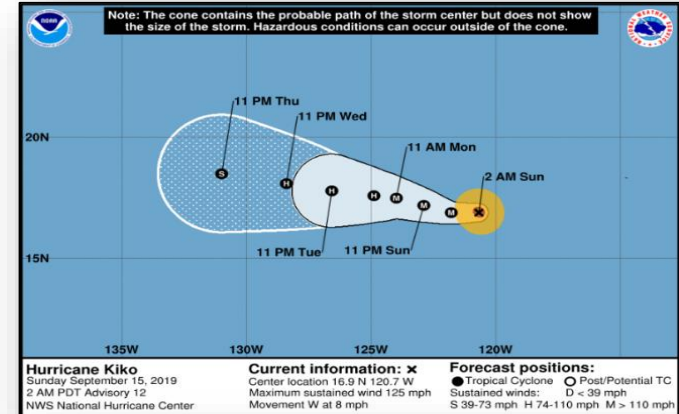 Note: The cone contains the probable path of the storm center but does not show
the size of the storm. Hazardous conditions can occur outside of the cone.
11 PM Thu
11 PM Wed
20N
11 AM Mon
2 AM Sun
S
H
H
H
M
M
M
11 PM Tue
11 PM Sun
15N
135W
130W
125W
120W
Hurricane Kiko
Sunday September 15, 2019
2 AM PDT Advisory 12
NWS National Hurricane Center
Current information: ×
Center location 16.9 N 120.7 W
Maximum sustained wind 125 mph
Movement W at 8 mph
Forecast positions:
● Tropical Cyclone ○ Post/Potential TC
Sustained winds: D < 39 mph
S 39-73 mph H 74-110 mph M > 110 mph